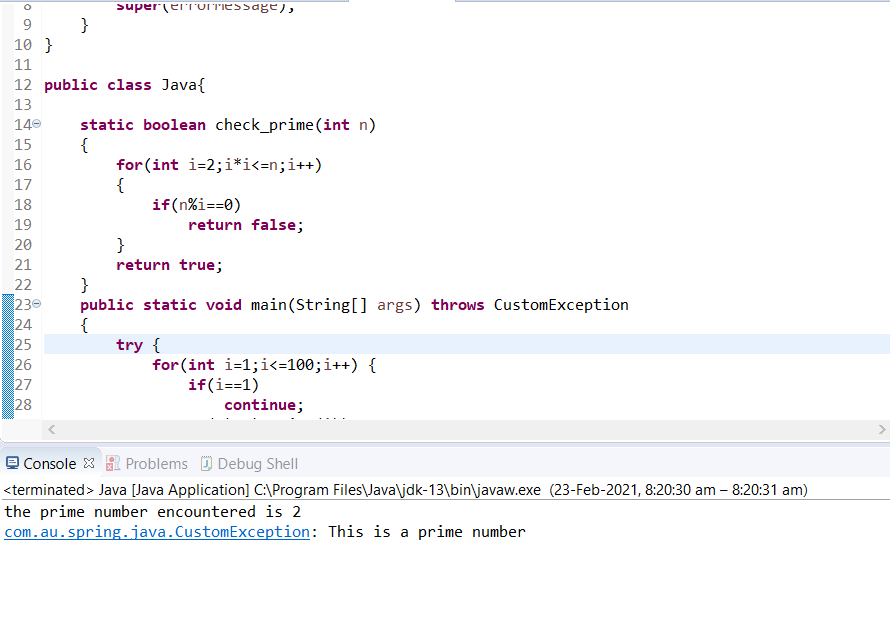 8 super(errorMessage);
9 }
10 }
11
12 public class Java{
13
14 static boolean check_prime(int n)
15 {
16 for(int i=2;i*i<=n;i++)
17 {
18 if(n%i==0)
19 return false;
20 }
21 return true;
22 }
23 public static void main(String[] args) throws CustomException
24 {
25 try {
26 for(int i=1;i<=100;i++) {
27 if(i==1)
28 continue;
Console Problems Debug Shell
<terminated> Java [Java Application] C:\Program Files\Java\jdk-13\bin\javaw.exe (23-Feb-2021, 8:20:30 am – 8:20:31 am)
the prime number encountered is 2
com.au.spring.java.CustomException: This is a prime number